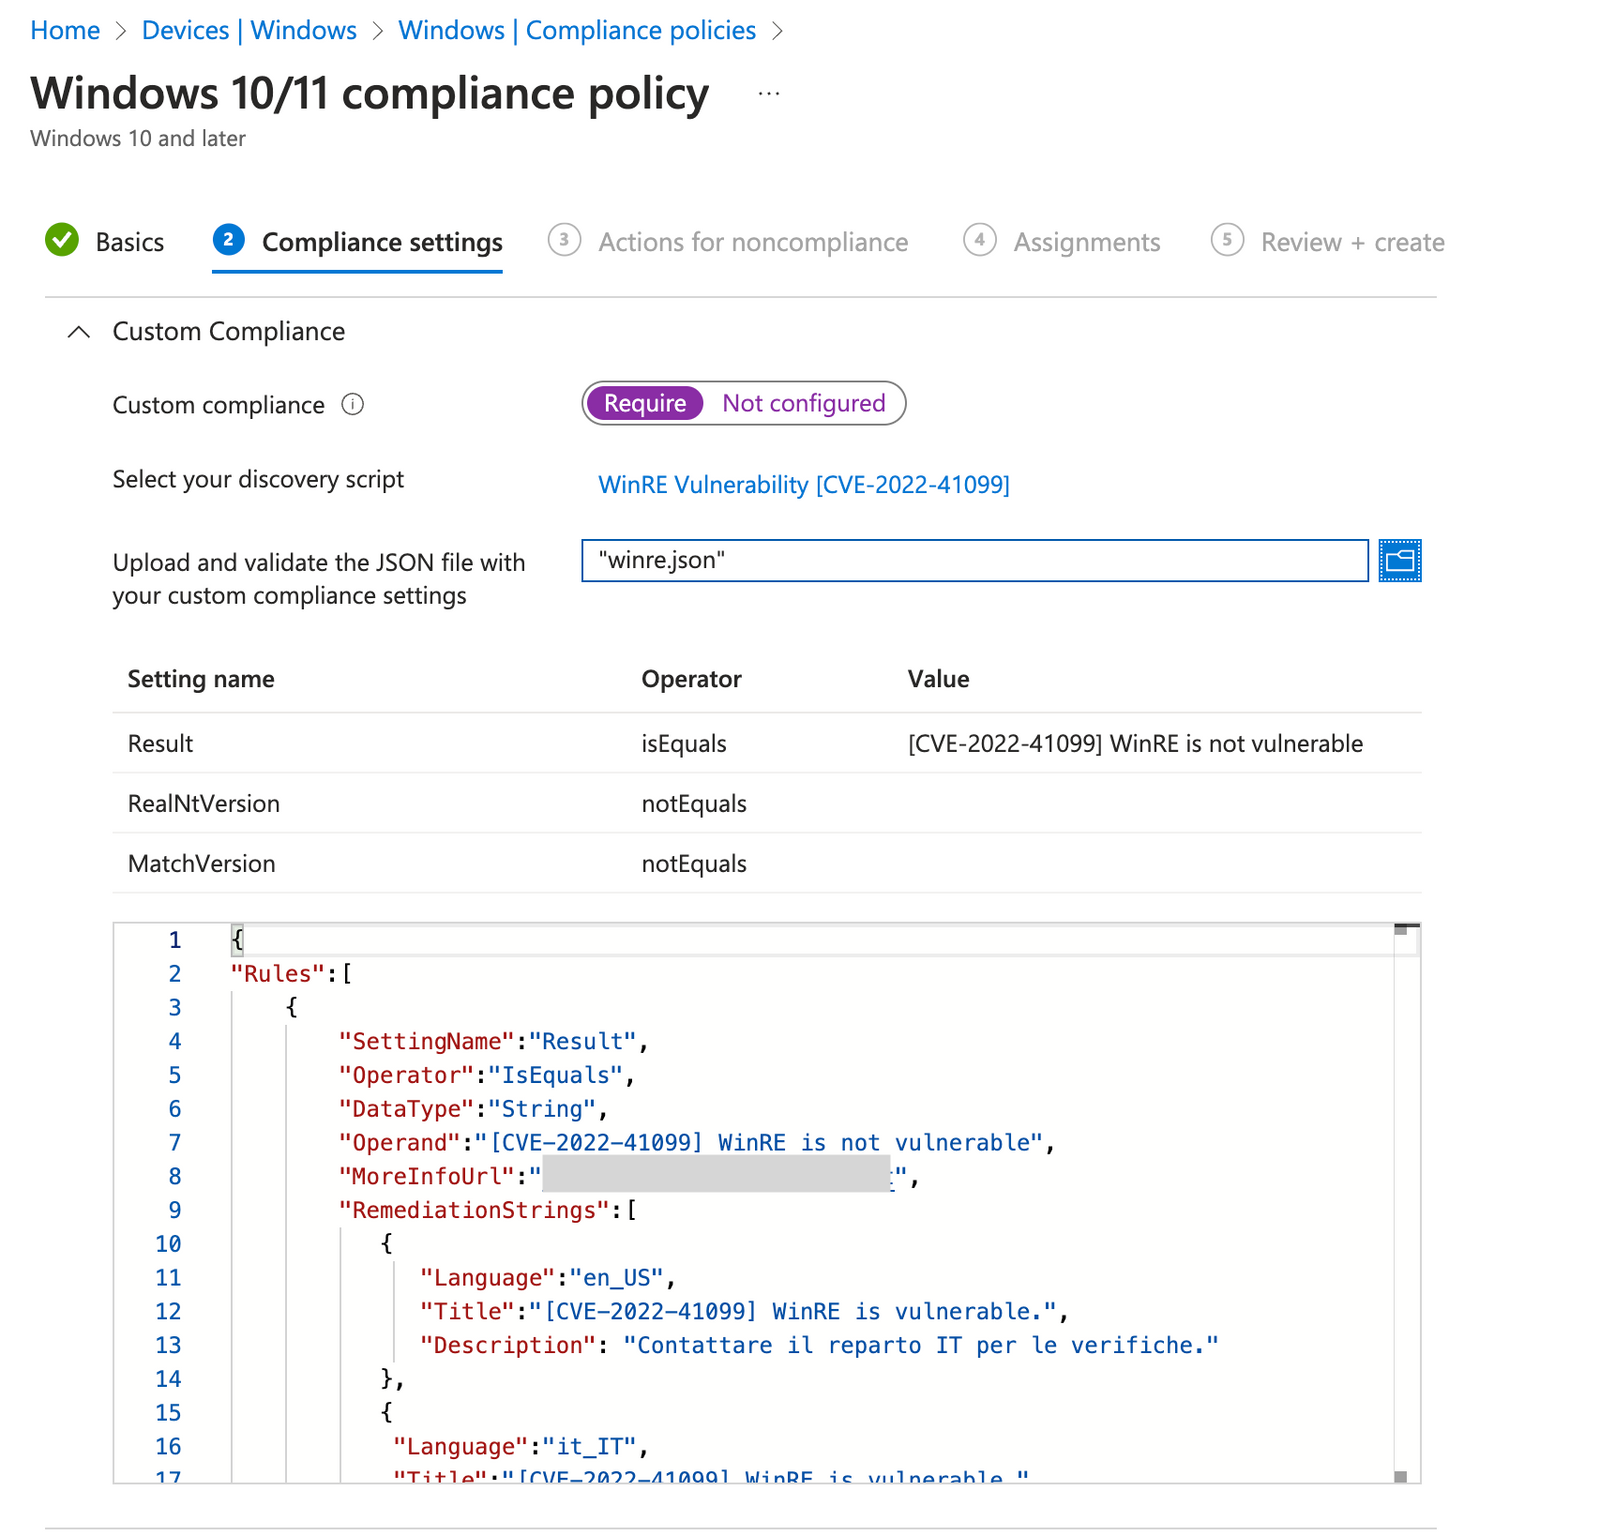 Home > Devices | Windows > Windows | Compliance policies >
Windows 10/11 compliance policy ...
Windows 10 and later
Basics 2 Compliance settings 3 Actions for noncompliance 4 Assignments 5 Review + create
Custom Compliance
Custom compliance Require Not configured
Select your discovery script WinRE Vulnerability [CVE-2022-41099]
Upload and validate the JSON file with "winre.json"
your custom compliance settings
Setting name Operator Value
Result isEquals [CVE-2022-41099] WinRE is not vulnerable
RealNtVersion notEquals
MatchVersion notEquals
1 {
2 "Rules":[
3 {
4 "SettingName":"Result",
5 "Operator":"IsEquals",
6 "DataType":"String",
7 "Operand":"[CVE-2022-41099] WinRE is not vulnerable",
8 "MoreInfoUrl":" ",
9 "RemediationStrings":[
10 {
11 "Language":"en_US",
12 "Title":"[CVE-2022-41099] WinRE is vulnerable.",
13 "Description": "Contattare il reparto IT per le verifiche."
14 },
15 {
16 "Language":"it_IT",
17 "Title":"[CVE-2022-41099] WinRE is vulnerable."